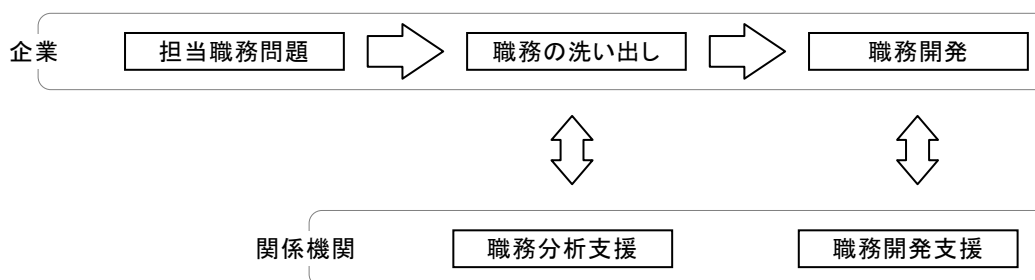 企業
担当職務問題
職務の洗い出し
職務開発
関係機関
職務分析支援
職務開発支援